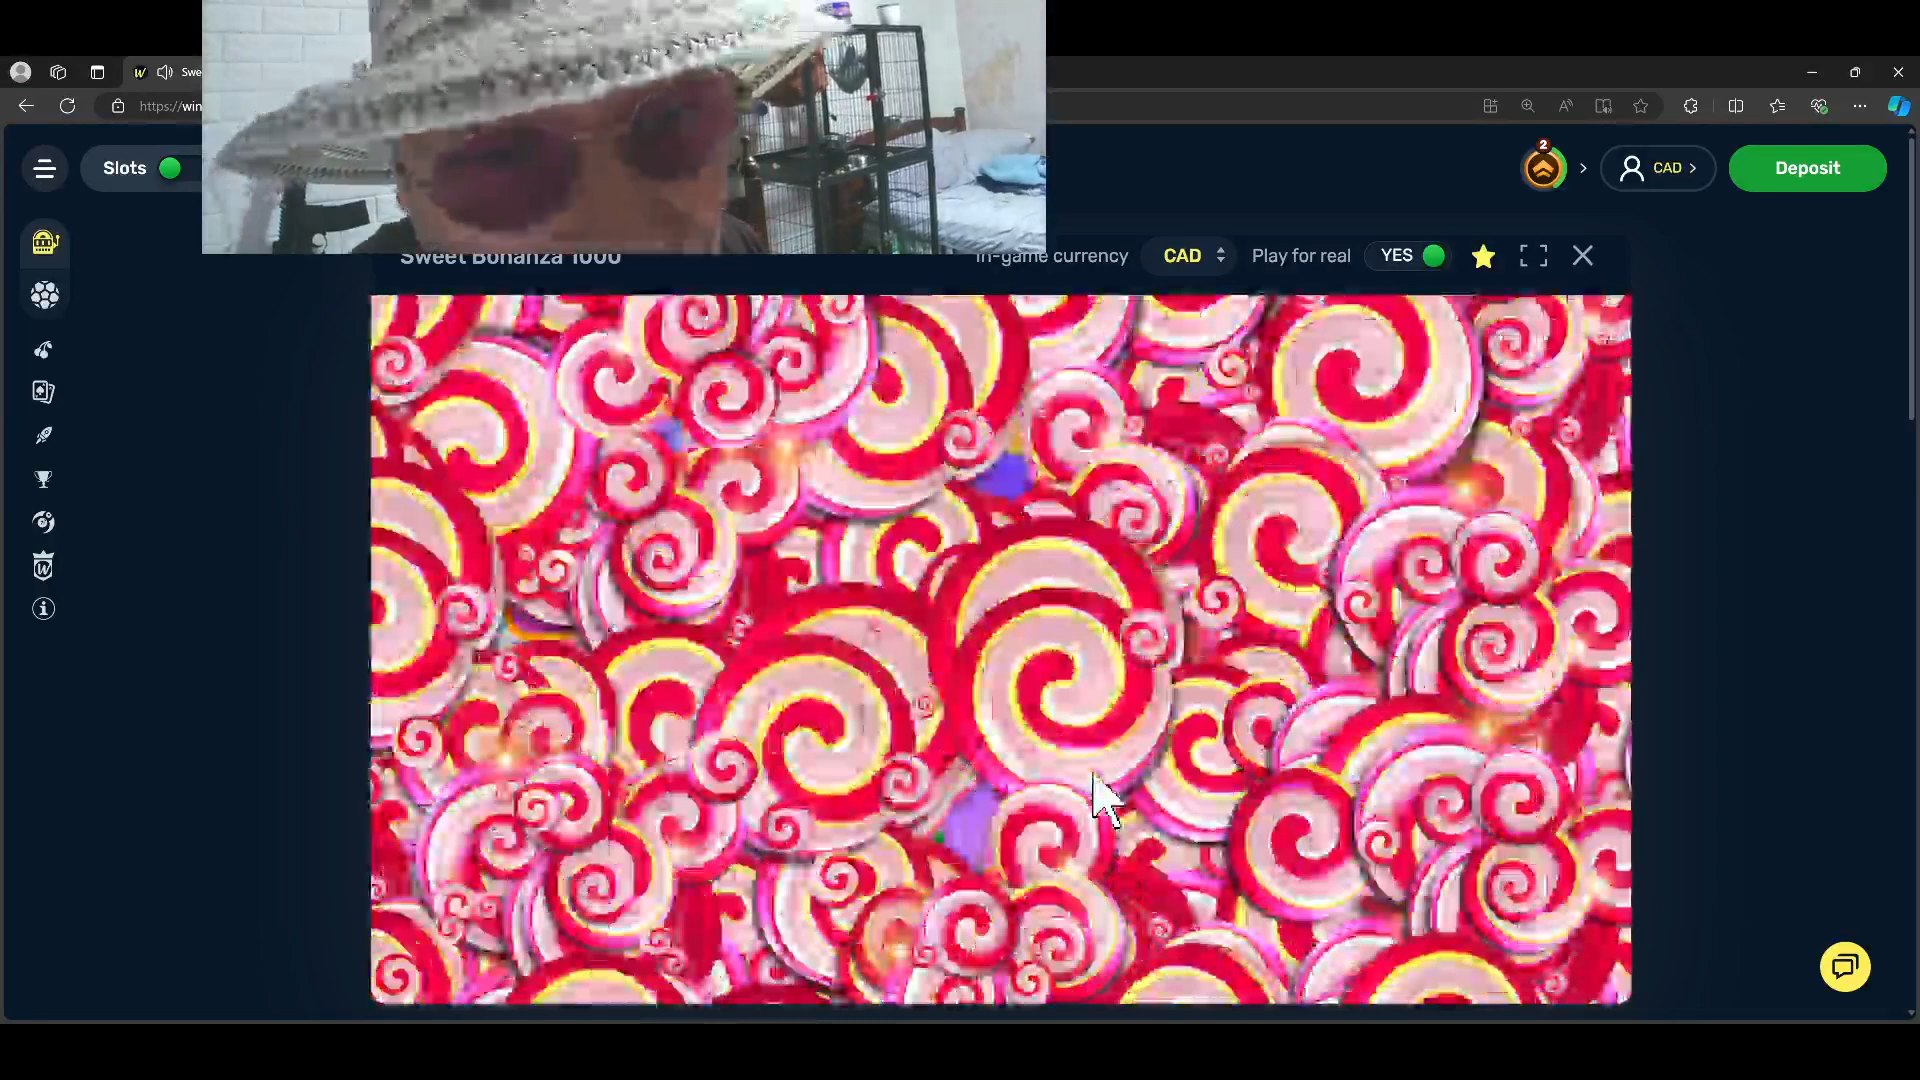 Swe
https://win
Slots
2
CAD
Deposit
Sweet Bonanza 1000
In-game currency
CAD
Play for real
YES